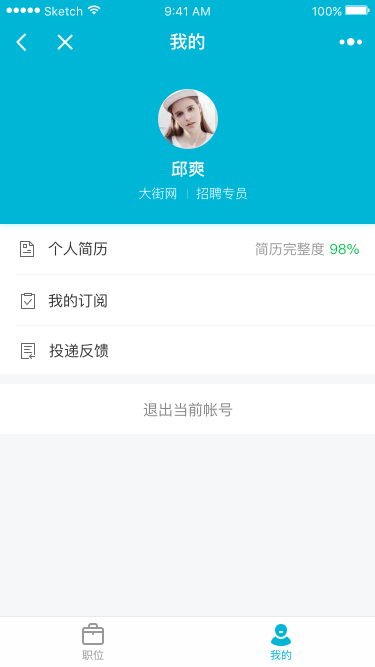 Sketch 9:41 AM 100%
我的
邱爽
大街网 | 招聘专员
个人简历 简历完整度 98%
我的订阅
投递反馈
退出当前帐号
职位 我的